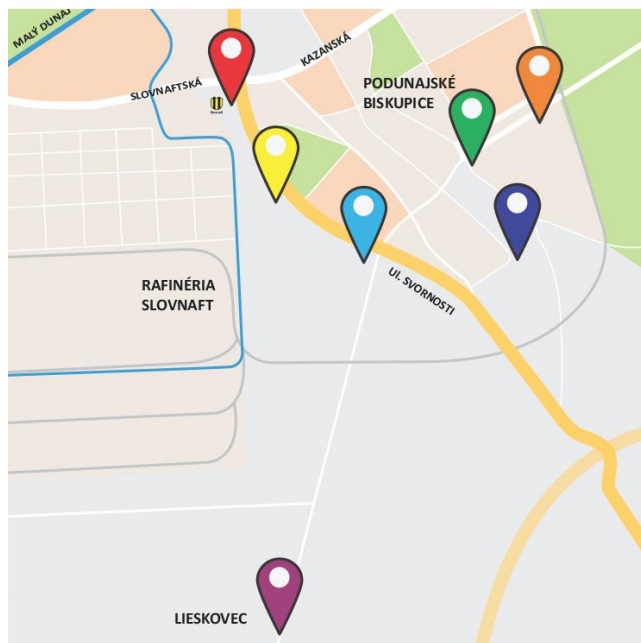 MALÝ DUNAJ
KAZANSKÁ
SLOVNAFTSKÁ
PODUNAJSKÉ
BISKUPICE
RAFINÉRIA
SLOVNAFT
Ul. SVORNOSTI
LIESKOVEC